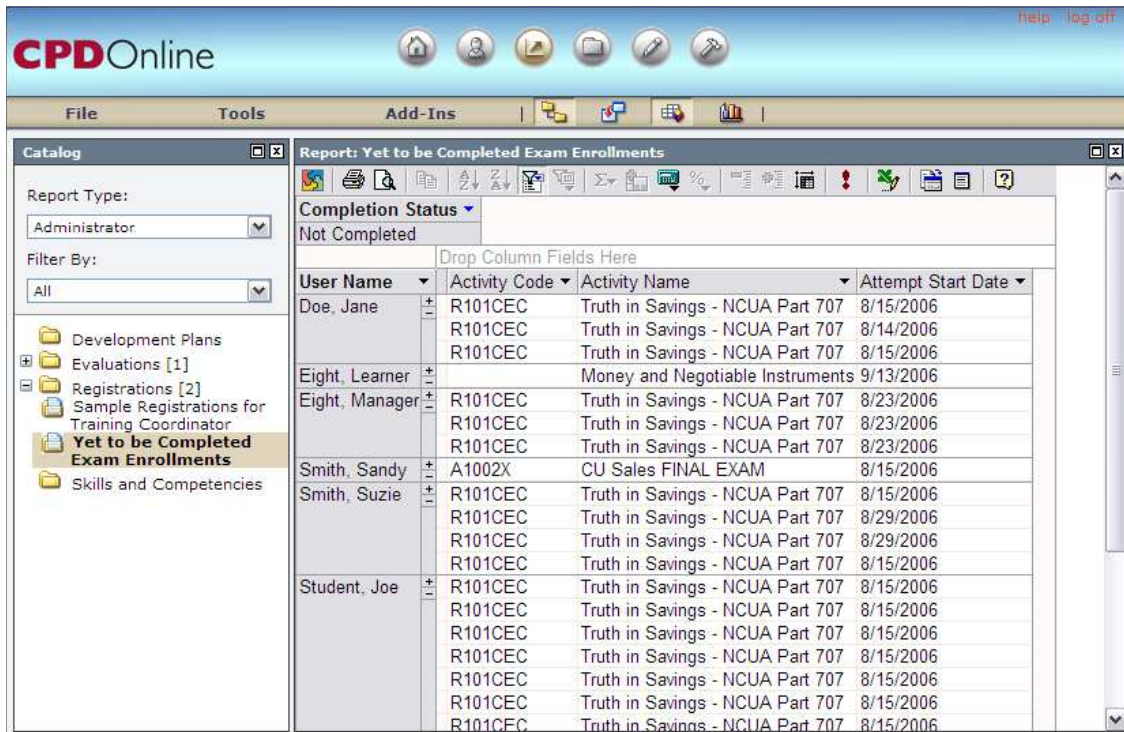 help log off
CPDOnline
File Tools Add-Ins
Catalog
Report Type:
Administrator
Filter By:
All
Development Plans
Evaluations [1]
Registrations [2]
Sample Registrations for
Training Coordinator
Yet to be Completed
Exam Enrollments
Skills and Competencies
Report: Yet to be Completed Exam Enrollments
Completion Status
Not Completed
Drop Column Fields Here
User Name Activity Code Activity Name Attempt Start Date
Doe, Jane R101CEC Truth in Savings - NCUA Part 707 8/15/2006
R101CEC Truth in Savings - NCUA Part 707 8/14/2006
R101CEC Truth in Savings - NCUA Part 707 8/15/2006
Eight, Learner Money and Negotiable Instruments 9/13/2006
Eight, Manager R101CEC Truth in Savings - NCUA Part 707 8/23/2006
R101CEC Truth in Savings - NCUA Part 707 8/23/2006
R101CEC Truth in Savings - NCUA Part 707 8/23/2006
Smith, Sandy A1002X CU Sales FINAL EXAM 8/15/2006
Smith, Suzie R101CEC Truth in Savings - NCUA Part 707 8/15/2006
R101CEC Truth in Savings - NCUA Part 707 8/29/2006
R101CEC Truth in Savings - NCUA Part 707 8/29/2006
R101CEC Truth in Savings - NCUA Part 707 8/15/2006
Student, Joe R101CEC Truth in Savings - NCUA Part 707 8/15/2006
R101CEC Truth in Savings - NCUA Part 707 8/15/2006
R101CEC Truth in Savings - NCUA Part 707 8/15/2006
R101CEC Truth in Savings - NCUA Part 707 8/15/2006
R101CEC Truth in Savings - NCUA Part 707 8/15/2006
R101CEC Truth in Savings - NCUA Part 707 8/15/2006
R101CEC Truth in Savings - NCUA Part 707 8/15/2006